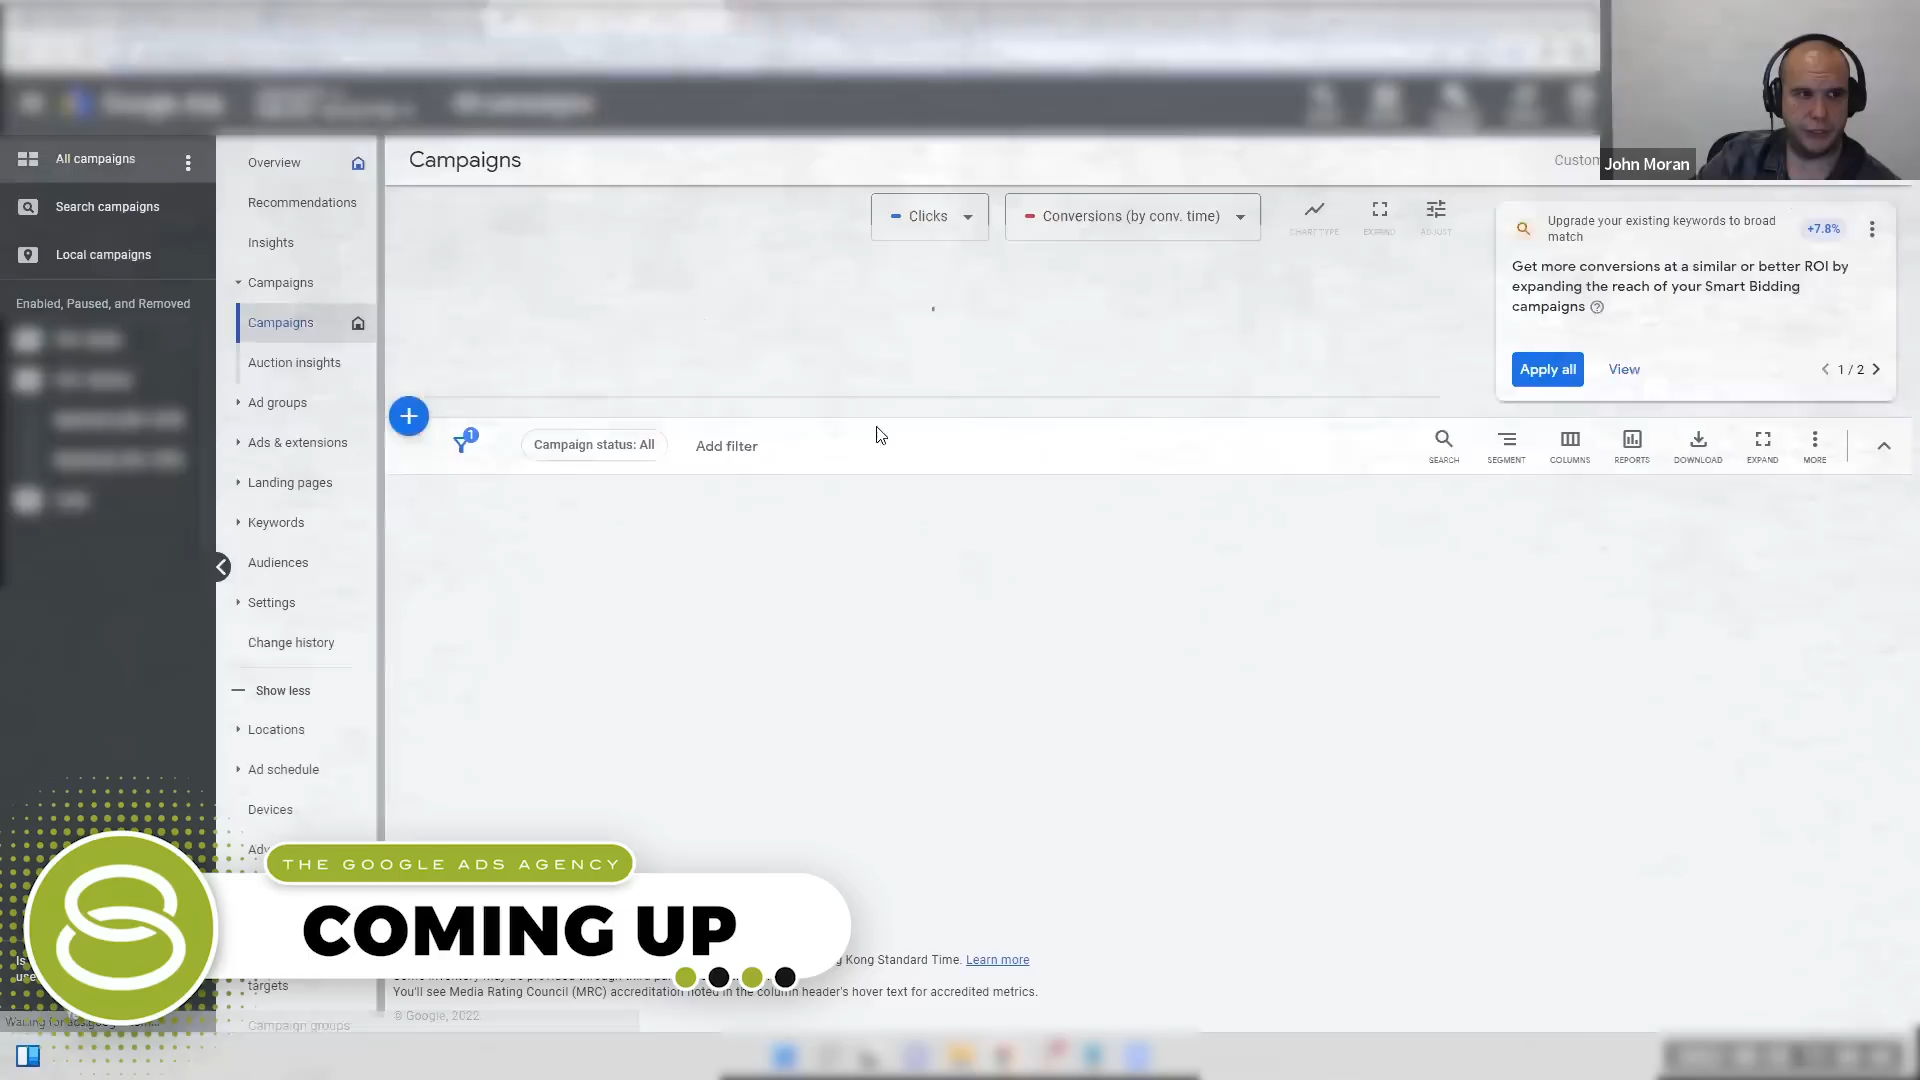 All campaigns
Search campaigns
Local campaigns
Enabled, Paused, and Removed
Overview
Recommendations
Insights
Campaigns
Campaigns
Auction insights
Ad groups
Ads & extensions
Landing pages
Keywords
Audiences
Settings
Change history
Show less
Locations
Ad schedule
Devices
targets
Campaign groups
Campaigns
Custom
John Moran
Clicks
Conversions (by conv. time)
CHART TYPE
EXPAND
ADJUST
Upgrade your existing keywords to broad
match
+7.8%
Get more conversions at a similar or better ROI by
expanding the reach of your Smart Bidding
campaigns
Apply all
View
1 / 2
1
Campaign status: All
Add filter
SEARCH
SEGMENT
COLUMNS
REPORTS
DOWNLOAD
EXPAND
MORE
THE GOOGLE ADS AGENCY
COMING UP
Kong Standard Time. Learn more
You'll see Media Rating Council (MRC) accreditation noted in the column header's hover text for accredited metrics.
© Google, 2022.